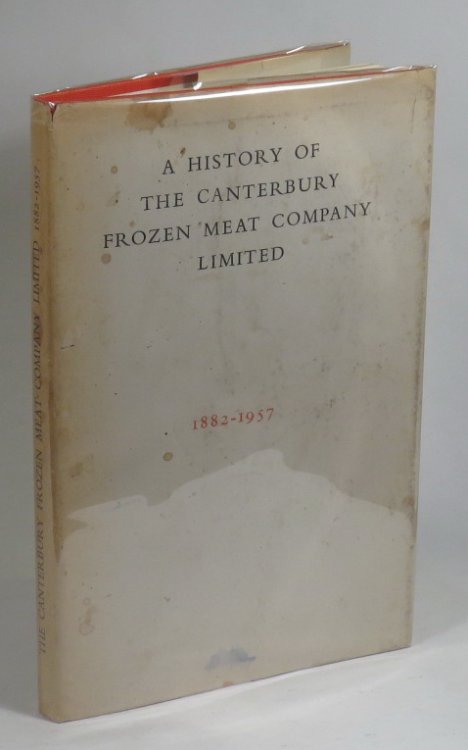 A HISTORY OF
THE CANTERBURY
FROZEN MEAT COMPANY
LIMITED
1882-1957
THE CANTERBURY FROZEN MEAT COMPANY LIMITED 1882-1957